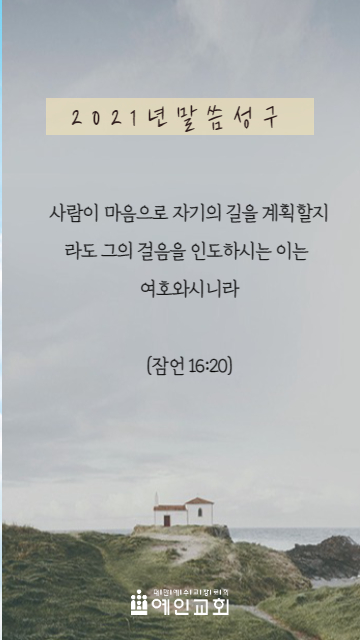 2021년말씀성구
사람이 마음으로 자기의 길을 계획할지
라도 그의 걸음을 인도하시는 이는
여호와시니라
(잠언 16:20)
예인교회